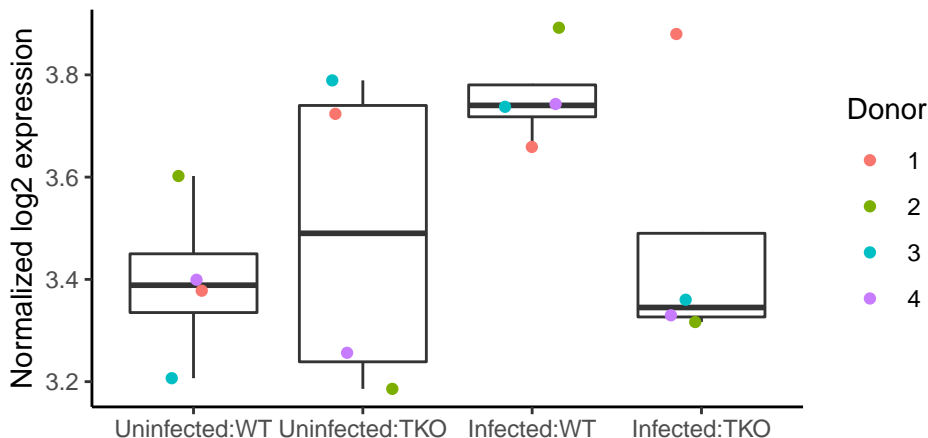 Normalized log2 expression
3.8
3.6
3.4
3.2
Uninfected:WT Uninfected:TKO Infected:WT Infected:TKO
Donor
1
2
3
4